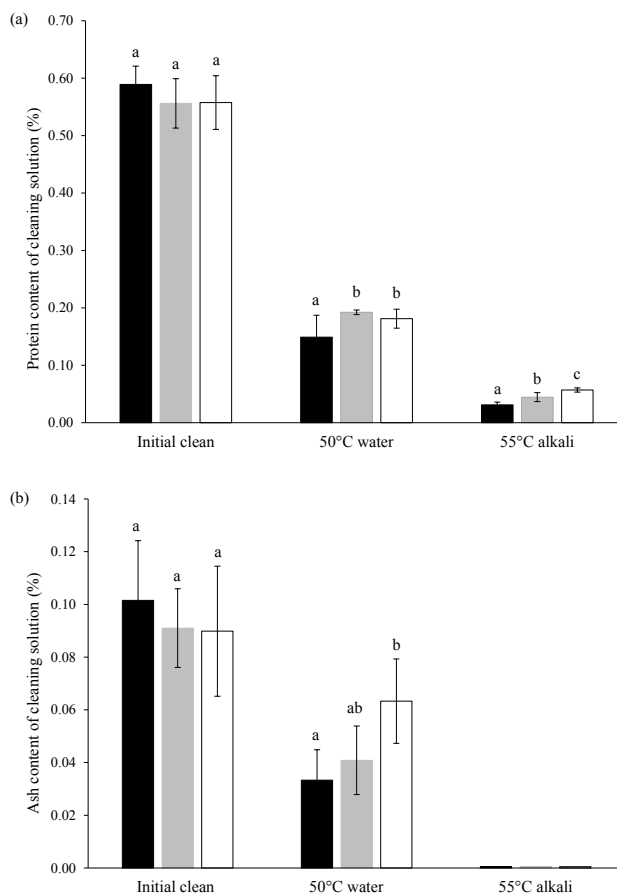 (a)
Protein content of cleaning solution (%)
0.70
0.60
0.50
0.40
0.30
0.20
0.10
0.00
a a a
a b b
a b c
Initial clean 50°C water 55°C alkali
(b)
Ash content of cleaning solution (%)
0.14
0.12
0.10
0.08
0.06
0.04
0.02
0.00
a a a
a ab b
Initial clean 50°C water 55°C alkali